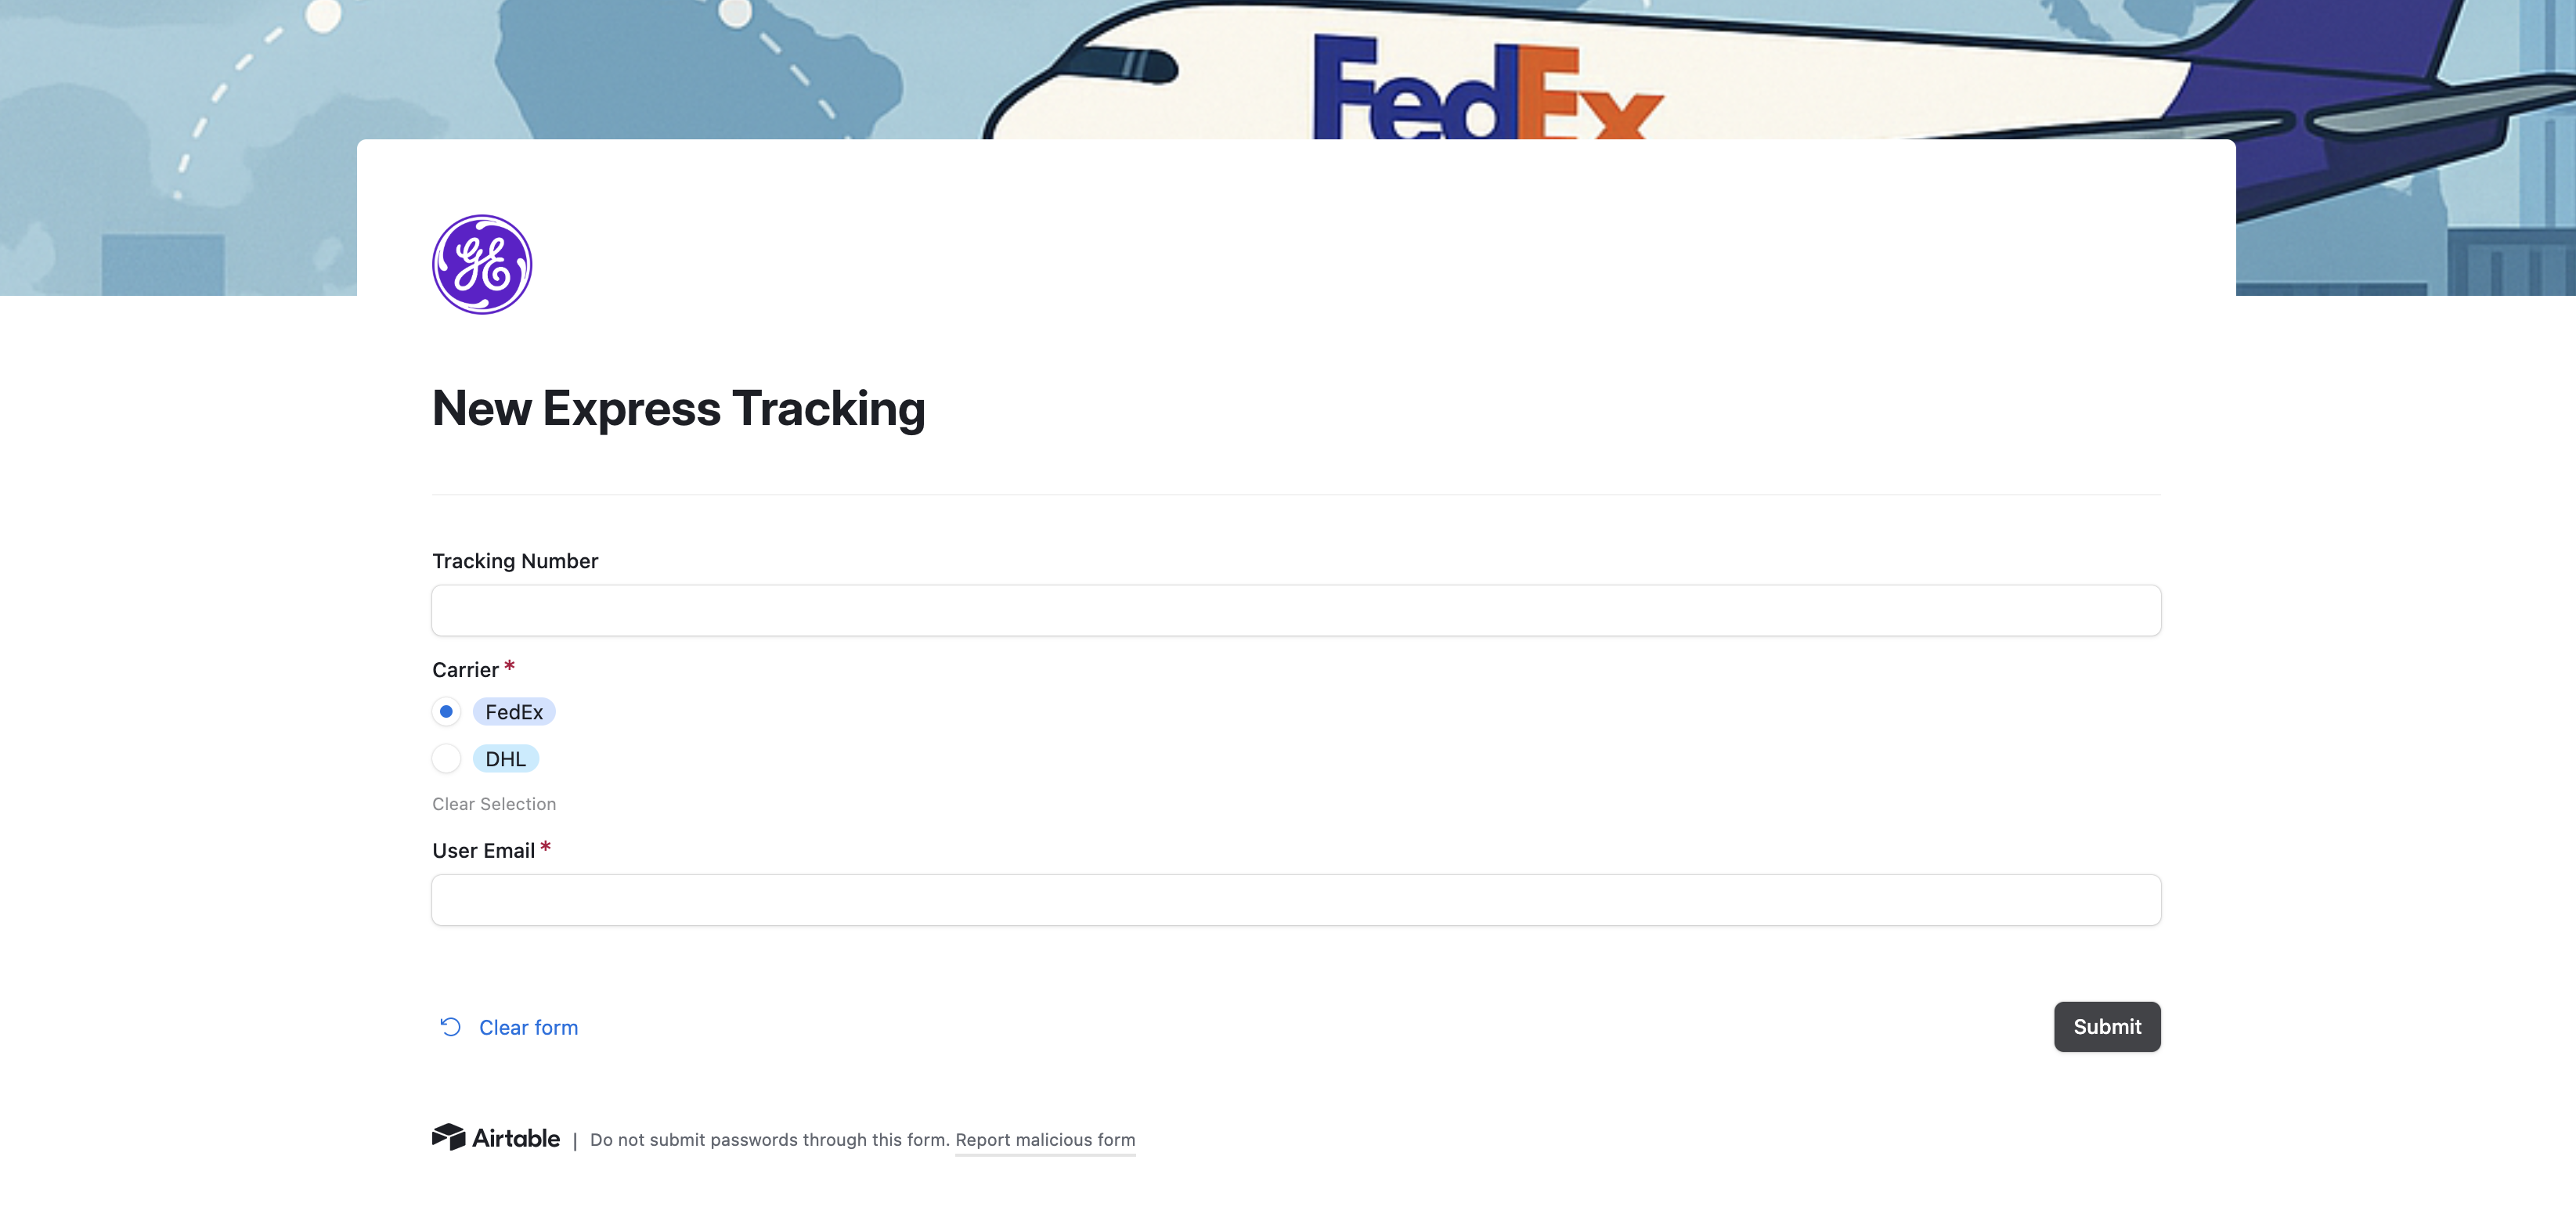 FedEx
GE
New Express Tracking
Tracking Number
Carrier *
FedEx
DHL
Clear Selection
User Email *
Clear form
Submit
Airtable | Do not submit passwords through this form. Report malicious form